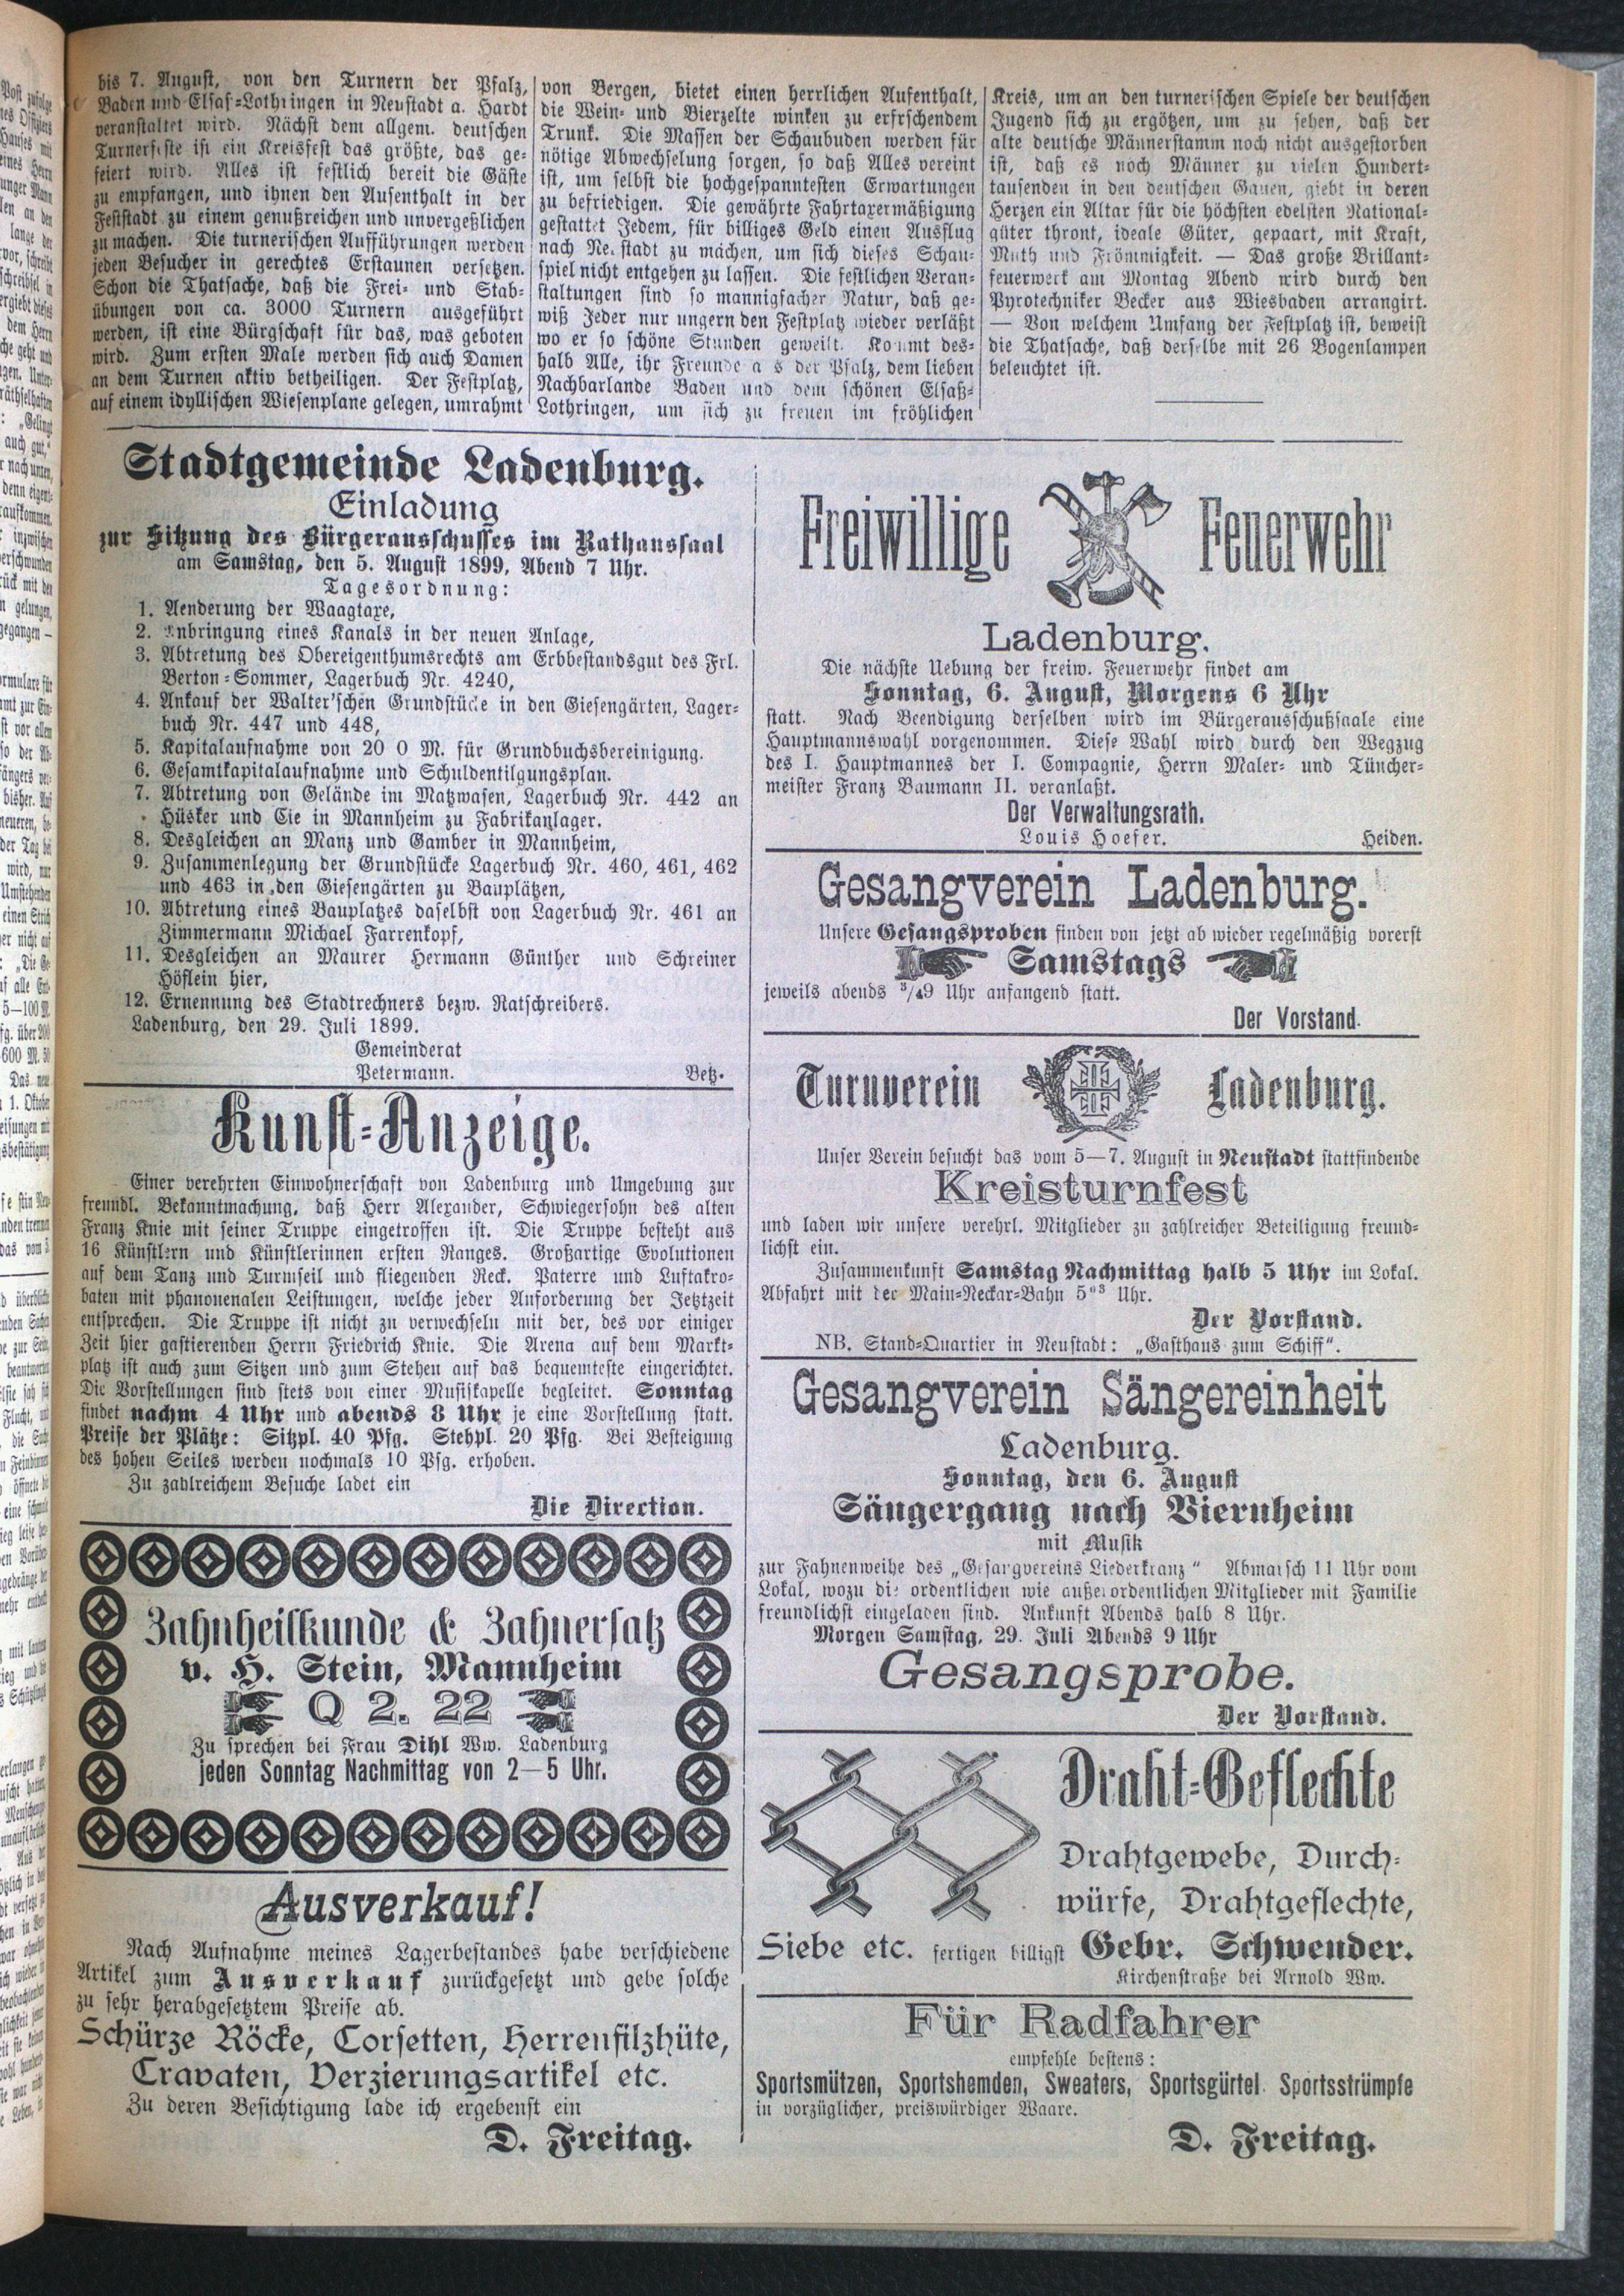 bis 7. August, von den Turnern der Pfalz,
Baden und Elsaß-Lothringen in Neustadt a. Hardt
veranstaltet wird. Nächst dem allgem. deutschen
Turnerfeste ist ein Kreisfest das größte, das ge-
feiert wird. Alles ist festlich bereit die Gäste
zu empfangen, und ihnen den Aufenthalt in der
Feststadt zu einem genußreichen und unvergeßlichen
zu machen. Die turnerischen Aufführungen werden
jeden Besucher in gerechtes Erstaunen versetzen.
Schon die Thatsache, daß die Frei- und Stab-
übungen von ca. 3000 Turnern ausgeführt
werden, ist eine Bürgschaft für das, was geboten
wird. Zum ersten Male werden sich auch Damen
an dem Turnen aktiv betheiligen. Der Festplatz,
auf einem idyllischen Wiesenplane gelegen, umrahmt
von Bergen, bietet einen herrlichen Aufenthalt,
die Wein- und Bierzelte winken zu erfrschendem
Trunk. Die Massen der Schaubuden werden für
nötige Abwechselung sorgen, so daß Alles vereint
ist, um selbst die hochgespanntesten Erwartungen
zu befriedigen. Die gewährte Fahrtaxermäßigung
gestattet Jedem, für billiges Geld einen Ausflug
nach Ne stadt zu machen, um sich dieses Schau-
spiel nicht entgehen zu lassen. Die festlichen Veran-
staltungen sind so mannigfacher Natur, daß ge-
wiß Jeder nur ungern den Festplatz wieder verläßt
wo er so schöne Stunden geweilt. Kommt des-
halb Alle, ihr Freunde a s der Pfalz, dem lieben
Nachbarlande Baden und dem schönen Elsaß-
Lothringen, um sich zu freuen im fröhlichen
Kreis, um an den turnerischen Spiele der deutschen
Jugend sich zu ergötzen, um zu sehen, daß der
alte deutsche Männerstamm noch nicht ausgestorben
ist, daß es noch Männer zu vielen Hundert-
tausenden in den deutschen Gauen, giebt in deren
Herzen ein Altar für die höchsten edelsten National-
güter thront, ideale Güter, gepaart, mit Kraft,
Muth und Frömmigkeit. — Das große Brillant-
feuerwerk am Montag Abend wird durch den
Pyrotechniker Becker aus Wiesbaden arrangirt.
— Von welchem Umfang der Festplatz ist, beweist
die Thatsache, daß derselbe mit 26 Bogenlampen
beleuchtet ist.
Stadtgemeinde Ladenburg.
Einladung
zur Sitzung des Bürgerausschusses im Rathaussaal
am Samstag, den 5. August 1899, Abend 7 Uhr.
Tagesordnung:
1. Aenderung der Waagtaxe,
2. Anbringung eines Kanals in der neuen Anlage,
3. Abtretung des Obereigenthumsrechts am Erbbestandsgut des Frl.
Berton-Sommer, Lagerbuch Nr. 4240,
4. Ankauf der Walter'schen Grundstücke in den Giesengärten, Lager-
buch Nr. 447 und 448,
5. Kapitalaufnahme von 20 0 M. für Grundbuchsbereinigung.
6. Gesamtkapitalaufnahme und Schuldentilgungsplan.
7. Abtretung von Gelände im Matzwasen, Lagerbuch Nr. 442 an
Hüsker und Cie in Mannheim zu Fabrikanlager.
8. Desgleichen an Manz und Gamber in Mannheim,
9. Zusammenlegung der Grundstücke Lagerbuch Nr. 460, 461, 462
und 463 in den Giesengärten zu Bauplätzen,
10. Abtretung eines Bauplatzes daselbst von Lagerbuch Nr. 461 an
Zimmermann Michael Farrenkopf,
11. Desgleichen an Maurer Hermann Günther und Schreiner
Höflein hier,
12. Ernennung des Stadtrechners bezw. Ratschreibers.
Ladenburg, den 29. Juli 1899.
Gemeinderat
Petermann. Betz.
Kunst-Anzeige.
Einer verehrten Einwohnerschaft von Ladenburg und Umgebung zur
freundl. Bekanntmachung, daß Herr Alexander, Schwiegersohn des alten
Franz Knie mit seiner Truppe eingetroffen ist. Die Truppe besteht aus
16 Künstlern und Künstlerinnen ersten Ranges. Großartige Evolutionen
auf dem Tanz und Turmseil und fliegenden Reck. Paterre und Luftakro-
baten mit phanonenalen Leistungen, welche jeder Anforderung der Jetztzeit
entsprechen. Die Truppe ist nicht zu verwechseln mit der, des vor einiger
Zeit hier gastierenden Herrn Friedrich Knie. Die Arena auf dem Markt-
platz ist auch zum Sitzen und zum Stehen auf das bequemteste eingerichtet.
Die Vorstellungen sind stets von einer Musikkapelle begleitet. Sonntag
findet nachm 4 Uhr und abends 8 Uhr je eine Vorstellung statt.
Preise der Plätze: Sitzpl. 40 Pfg. Stehpl. 20 Pfg. Bei Besteigung
des hohen Seiles werden nochmals 10 Pfg. erhoben.
Zu zahlreichem Besuche ladet ein
Die Direction.
Zahnheilkunde & Zahnersatz
v. H. Stein, Mannheim
Q 2. 22
Zu sprechen bei Frau Dihl Ww. Ladenburg
jeden Sonntag Nachmittag von 2—5 Uhr.
Ausverkauf!
Nach Aufnahme meines Lagerbestandes habe verschiedene
Artikel zum Ausverkauf zurückgesetzt und gebe solche
zu sehr herabgesetztem Preise ab.
Schürze Röcke, Corsetten, Herrenfilzhüte,
Cravaten, Verzierungsartikel etc.
Zu deren Besichtigung lade ich ergebenst ein
D. Freitag.
Freiwillige Feuerwehr
Ladenburg.
Die nächste Uebung der freiw. Feuerwehr findet am
Sonntag, 6. August, Morgens 6 Uhr
statt. Nach Beendigung derselben wird im Bürgerausschußsaale eine
Hauptmannswahl vorgenommen. Diese Wahl wird durch den Wegzug
des I. Hauptmannes der I. Compagnie, Herrn Maler- und Tüncher-
meister Franz Baumann II. veranlaßt.
Der Verwaltungsrath.
Louis Hoefer. Heiden.
Gesangverein Ladenburg.
Unsere Gesangsproben finden von jetzt ab wieder regelmäßig vorerst
Samstags
jeweils abends ¾9 Uhr anfangend statt.
Der Vorstand.
Turnverein Ladenburg.
Unser Verein besucht das vom 5—7. August in Neustadt stattfindende
Kreisturnfest
und laden wir unsere verehrl. Mitglieder zu zahlreicher Beteiligung freund-
lichst ein.
Zusammenkunft Samstag Nachmittag halb 5 Uhr im Lokal.
Abfahrt mit der Main-Neckar-Bahn 5⁰³ Uhr.
Der Vorstand.
NB. Stand-Quartier in Neustadt: „Gasthaus zum Schiff“.
Gesangverein Sängereinheit
Ladenburg.
Sonntag, den 6. August
Sängergang nach Viernheim
mit Musik
zur Fahnenweihe des „Gesangvereins Liederkranz“ Abmarsch 11 Uhr vom
Lokal, wozu die ordentlichen wie außerordentlichen Mitglieder mit Familie
freundlichst eingeladen sind. Ankunft Abends halb 8 Uhr.
Morgen Samstag, 29. Juli Abends 9 Uhr
Gesangsprobe.
Der Vorstand.
Draht-Geflechte
Drahtgewebe, Durch-
würfe, Drahtgeflechte,
Siebe etc. fertigen billigst Gebr. Schwender.
Kirchenstraße bei Arnold Ww.
Für Radfahrer
empfehle bestens:
Sportsmützen, Sportshemden, Sweaters, Sportsgürtel Sportsstrümpfe
in vorzüglicher, preiswürdiger Waare.
D. Freitag.